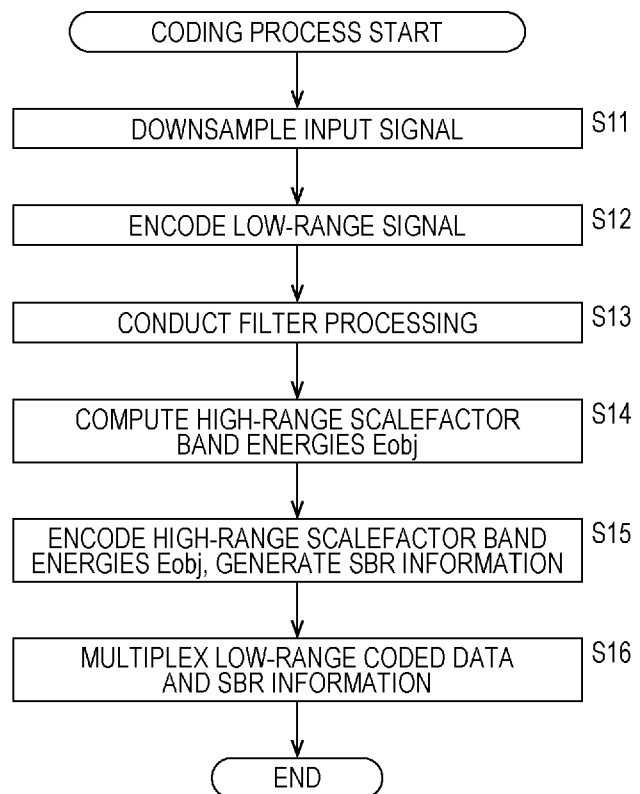 CODING PROCESS START
DOWNSAMPLE INPUT SIGNAL
S11
ENCODE LOW-RANGE SIGNAL
S12
CONDUCT FILTER PROCESSING
S13
COMPUTE HIGH-RANGE SCALEFACTOR
BAND ENERGIES Eobj
S14
ENCODE HIGH-RANGE SCALEFACTOR BAND
ENERGIES Eobj, GENERATE SBR INFORMATION
S15
MULTIPLEX LOW-RANGE CODED DATA
AND SBR INFORMATION
S16
END